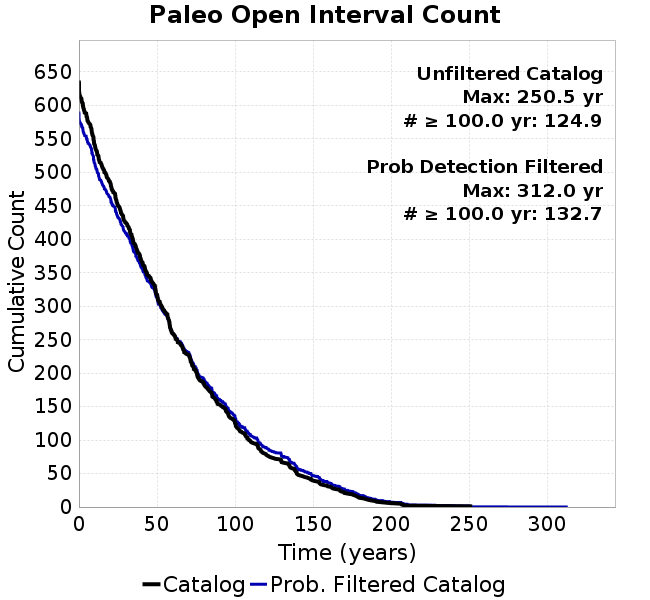 Paleo Open Interval Count
Unfiltered Catalog
Max: 250.5 yr
# ≥ 100.0 yr: 124.9
Prob Detection Filtered
Max: 312.0 yr
# ≥ 100.0 yr: 132.7
Cumulative Count
650
600
550
500
450
400
350
300
250
200
150
100
50
0
0 50 100 150 200 250 300
Time (years)
Catalog Prob. Filtered Catalog